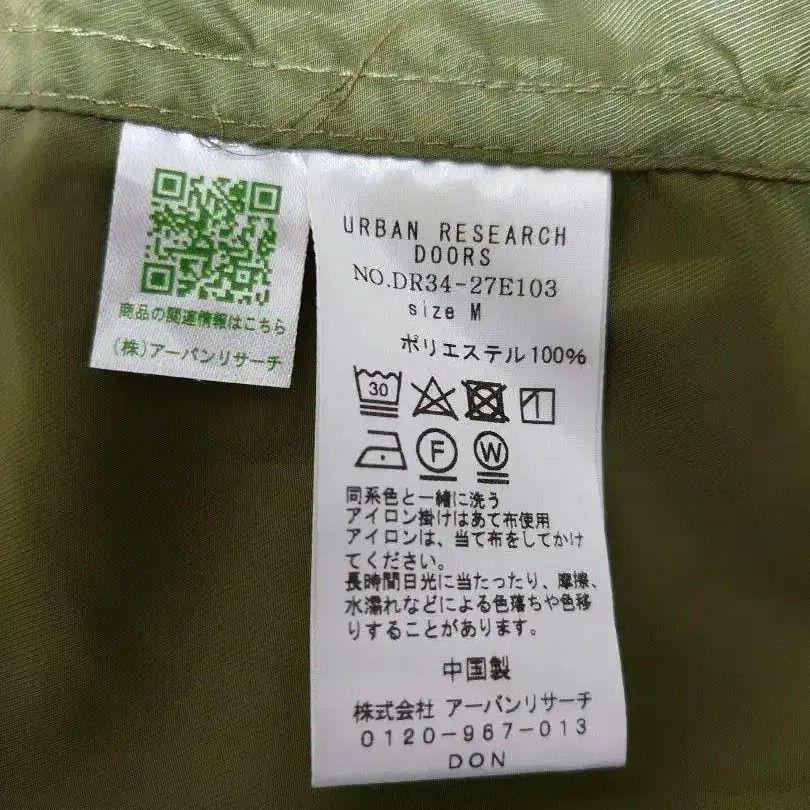 商品の関連情報はこちら
(株)アーバンリサーチ
URBAN RESEARCH
DOORS
NO.DR34-27E103
size M
ポリエステル100%
30
F
W
同系色と一緒に洗う
アイロン掛けはあて布使用
アイロンは、当て布をしてかけ
てください。
長時間日光に当たったり、摩擦、
水濡れなどによる色落ちや色移
りすることがあります。
中国製
株式会社 アーバンリサーチ
0120-967-013
DON